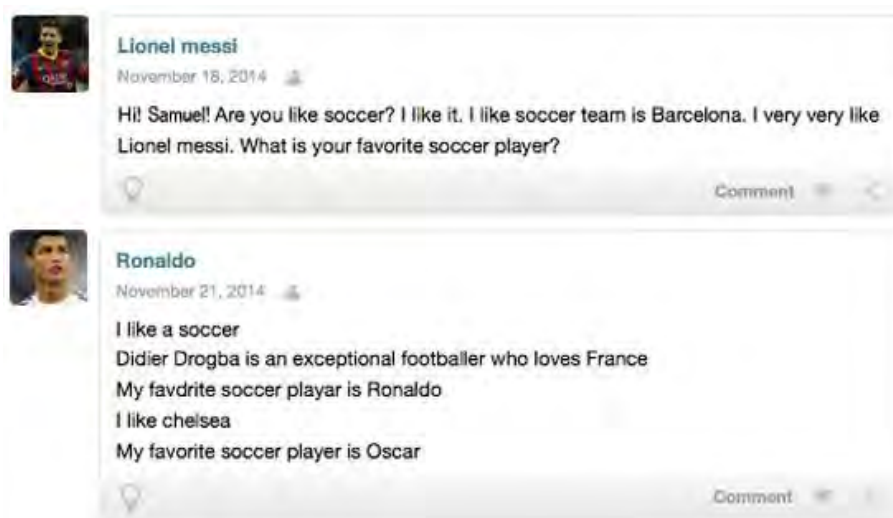 Lionel messi
November 18, 2014
Hi! Samuel! Are you like soccer? I like it. I like soccer team is Barcelona. I very very like
Lionel messi. What is your favorite soccer player?
Comment
Ronaldo
November 21, 2014
I like a soccer
Didier Drogba is an exceptional footballer who loves France
My favdrite soccer playar is Ronaldo
I like chelsea
My favorite soccer player is Oscar
Comment